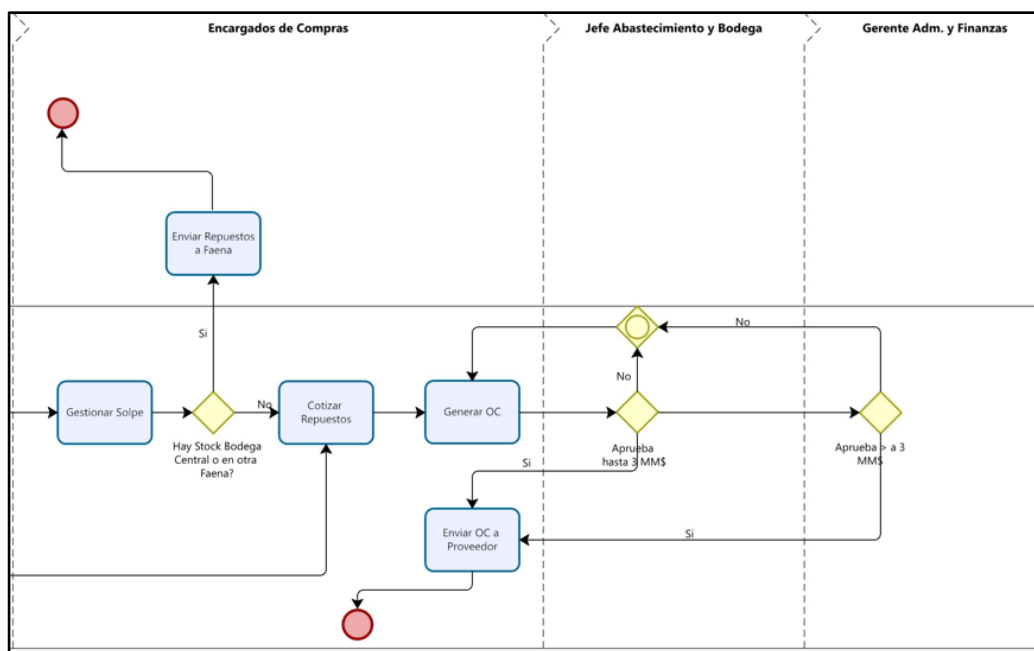 Encargados de Compras
Jefe Abastecimiento y Bodega
Gerente Adm. y Finanzas
Enviar Repuestos
a Faena
Si
No
No
Gestionar Solpe
No
Cotizar
Repuestos
Generar OC
Hay Stock Bodega
Central o en otra
Faena?
Aprueba
hasta 3 MM$
Aprueba > a 3
MM$
Si
Enviar OC a
Proveedor
Si